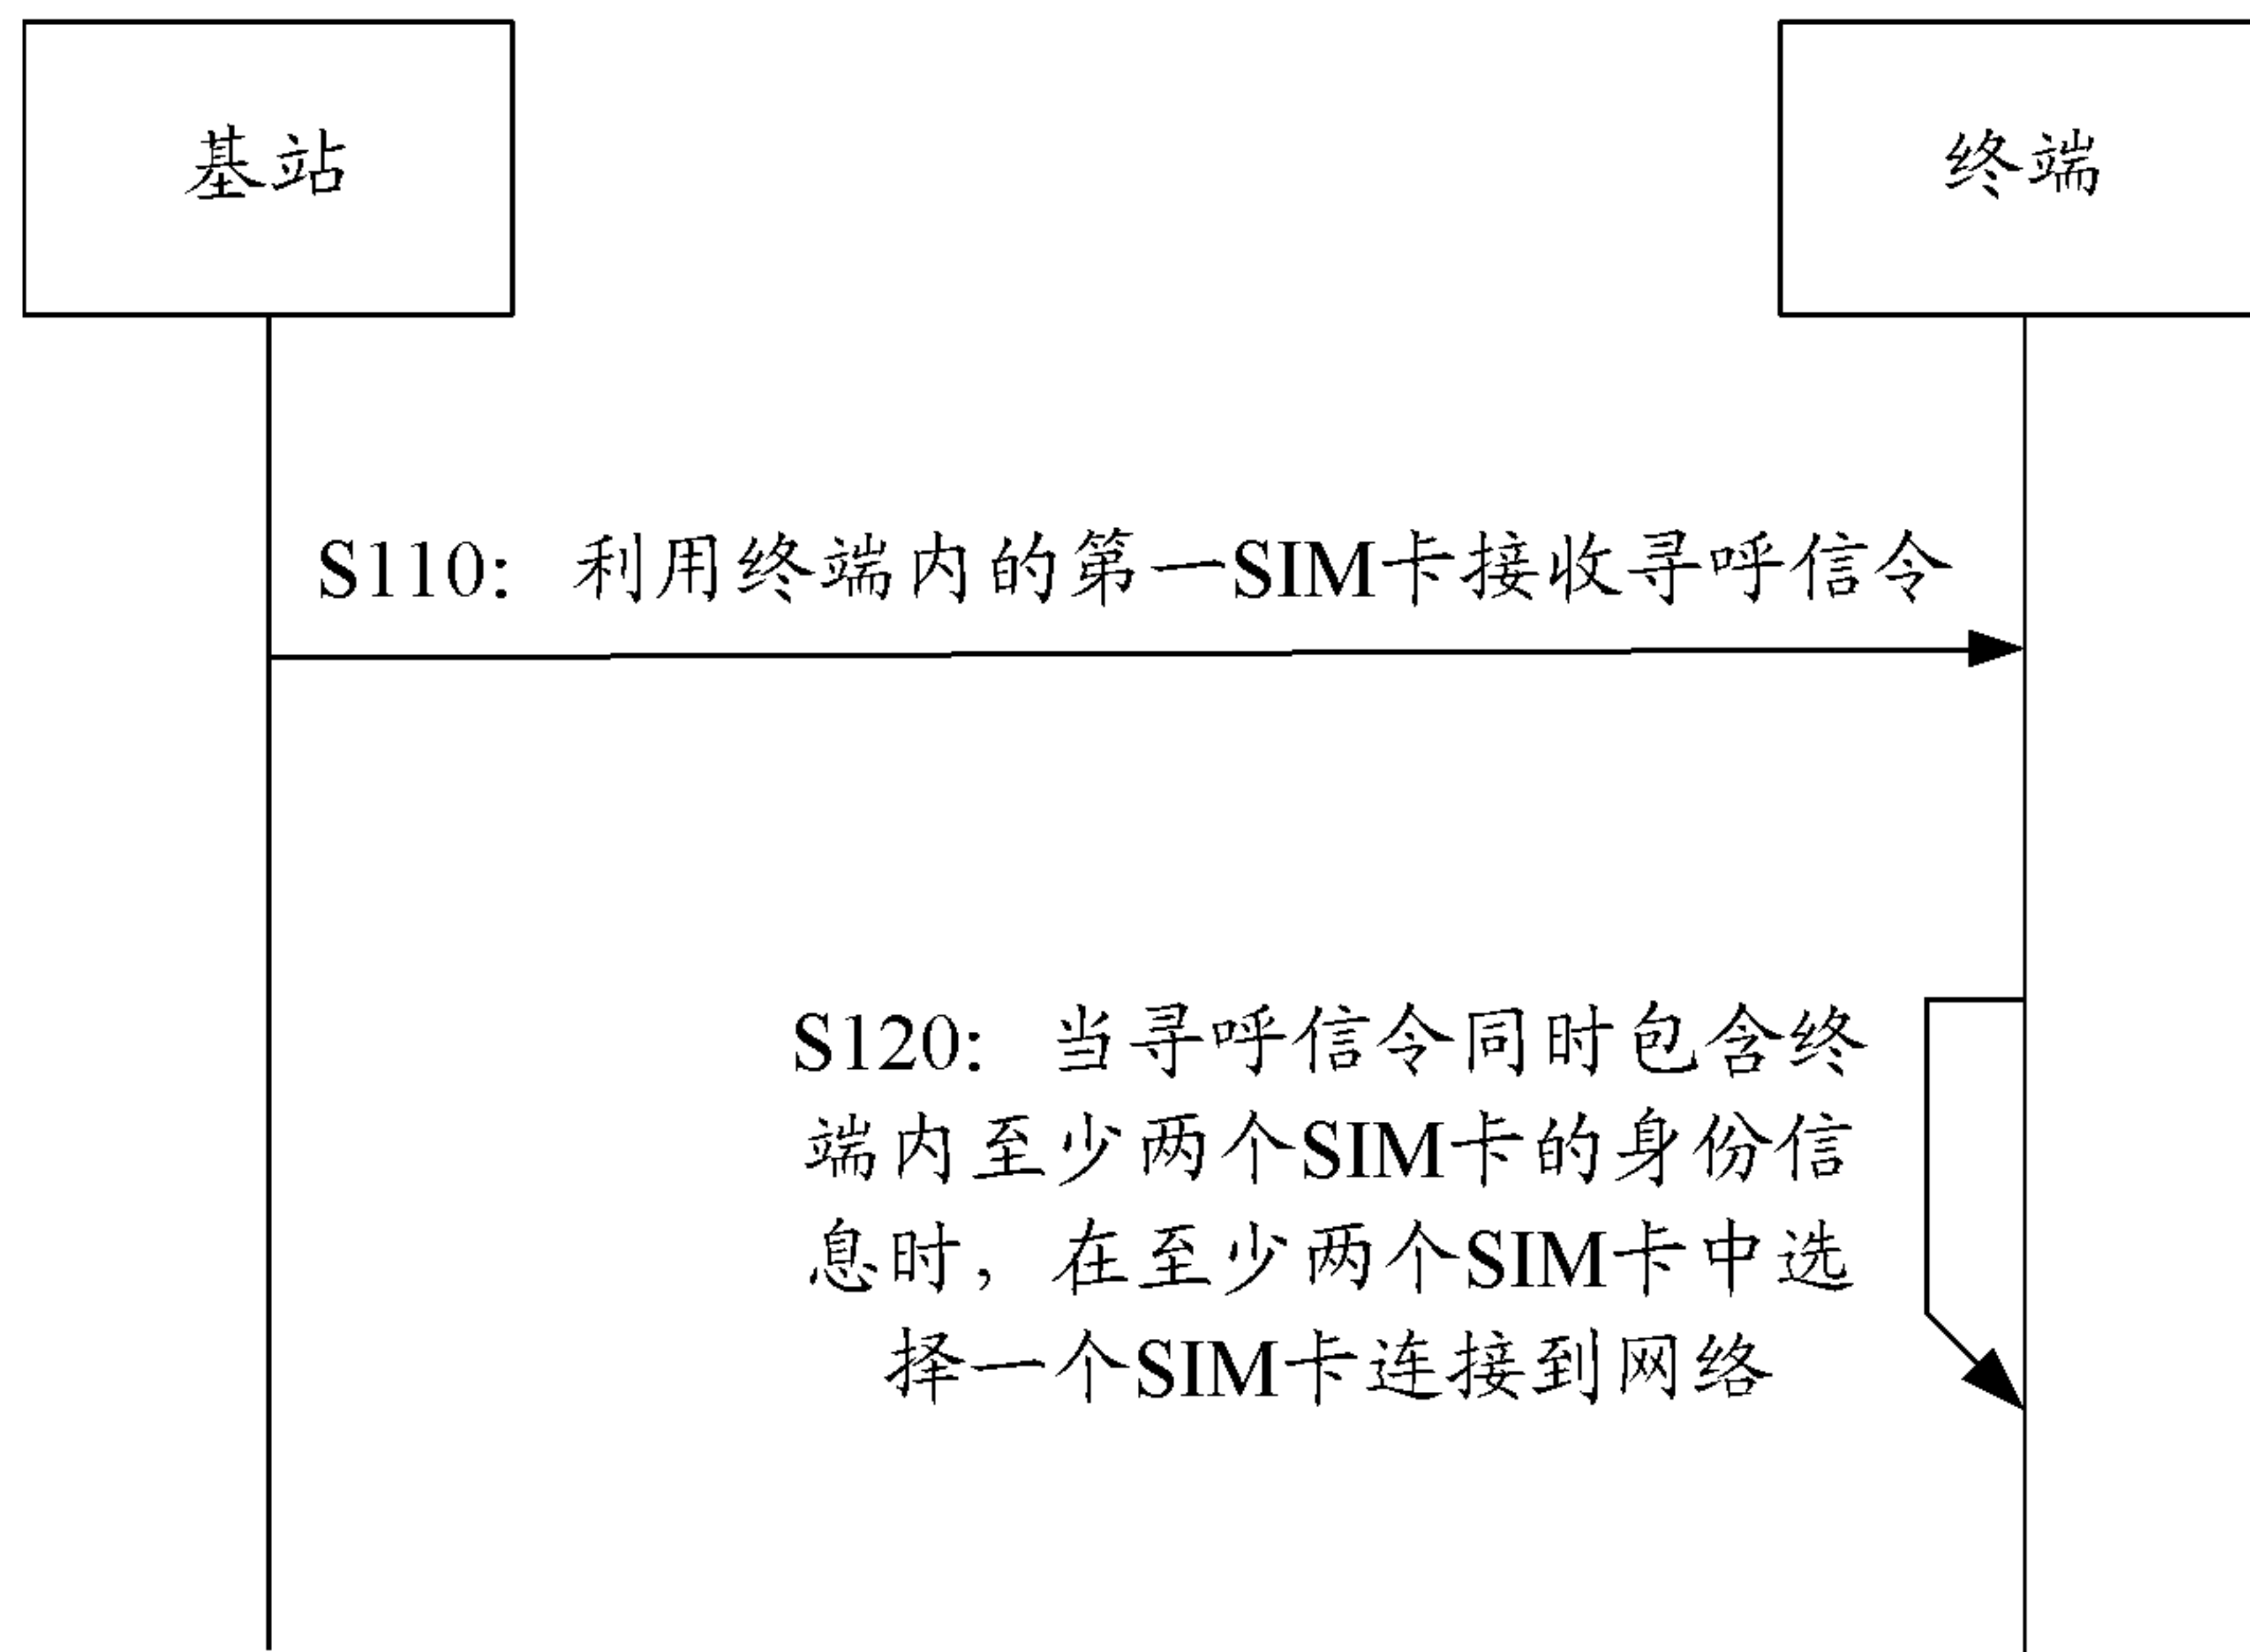 基站
终端
S110：利用终端内的第一SIM卡接收寻呼信令
S120：当寻呼信令同时包含终
端内至少两个SIM卡的身份信
息时，在至少两个SIM卡中选
择一个SIM卡连接到网络